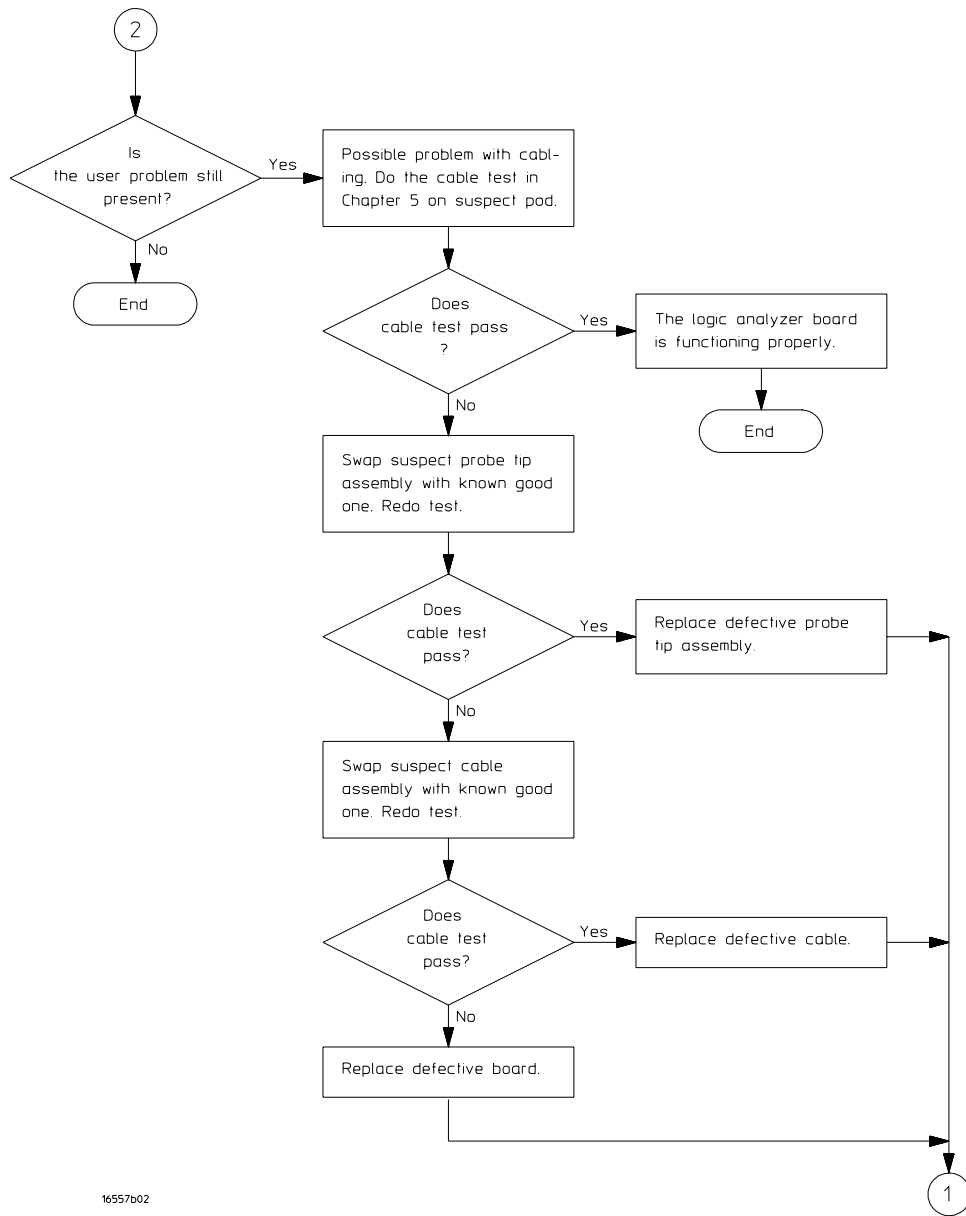 2
Is
the user problem still
present?
Yes
Possible problem with cabl-
ing. Do the cable test in
Chapter 5 on suspect pod.
No
End
Does
cable test pass
?
Yes
The logic analyzer board
is functioning properly.
End
No
Swap suspect probe tip
assembly with known good
one. Redo test.
Does
cable test
pass?
Yes
Replace defective probe
tip assembly.
No
Swap suspect cable
assembly with known good
one. Redo test.
Does
cable test
pass?
Yes
Replace defective cable.
No
Replace defective board.
1
16557b02